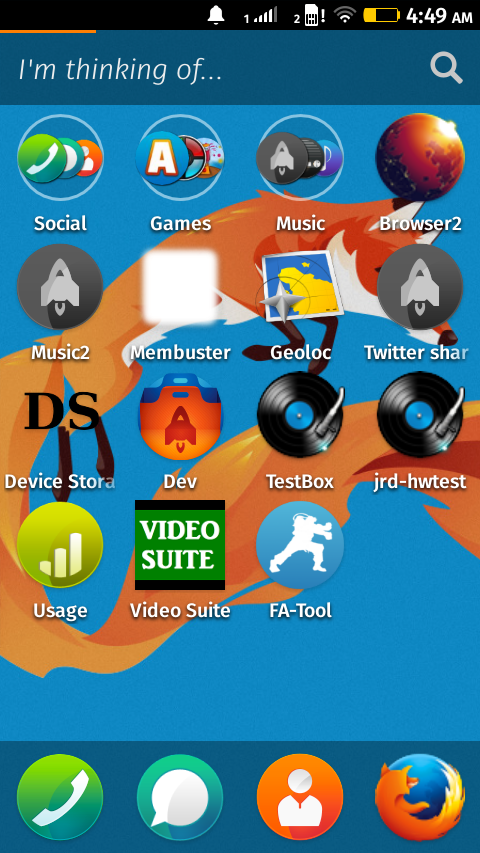 1 2 ! 4:49 AM
I'm thinking of...
Social Games Music Browser2
A
Music2 Membuster Geoloc Twitter shar
DS
Device Stora Dev TestBox jrd-hwtest
VIDEO
SUITE
Usage Video Suite FA-Tool